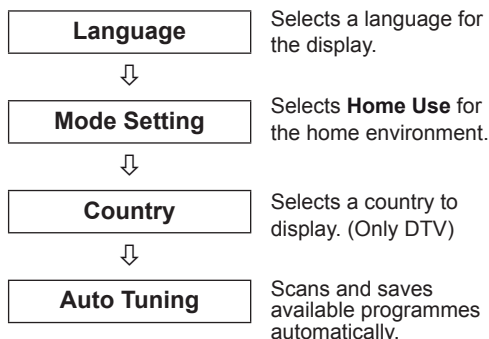 Language
Selects a language for
the display.
Mode Setting
Selects Home Use for
the home environment.
Country
Selects a country to
display. (Only DTV)
Auto Tuning
Scans and saves
available programmes
automatically.